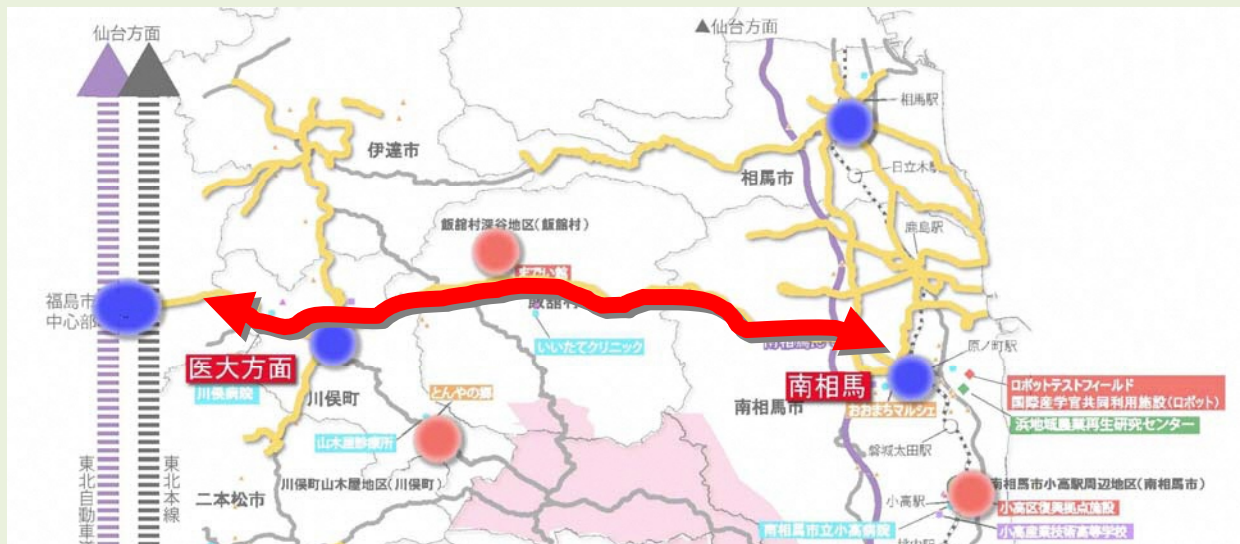 仙台方面
▲仙台方面
相馬駅
伊達市
日立木駅
相馬市
飯舘村深谷地区(飯舘村)
鹿島駅
までい館
福島市
中心部
飯舘村
いいたてクリニック
原ノ町駅
医大方面
南相馬
川俣病院
川俣町
とんやの郷
南相馬市
おおまちマルシェ
ロボットテストフィールド
国際産学官共同利用施設(ロボット)
浜地域農業再生研究センター
山木屋診療所
磐城太田駅
東北自動車道
東北本線
二本松市
川俣町山木屋地区(川俣町)
南相馬市小高駅周辺地区(南相馬市)
小高駅
小高区復興拠点施設
南相馬市立小高病院
小高産業技術高等学校